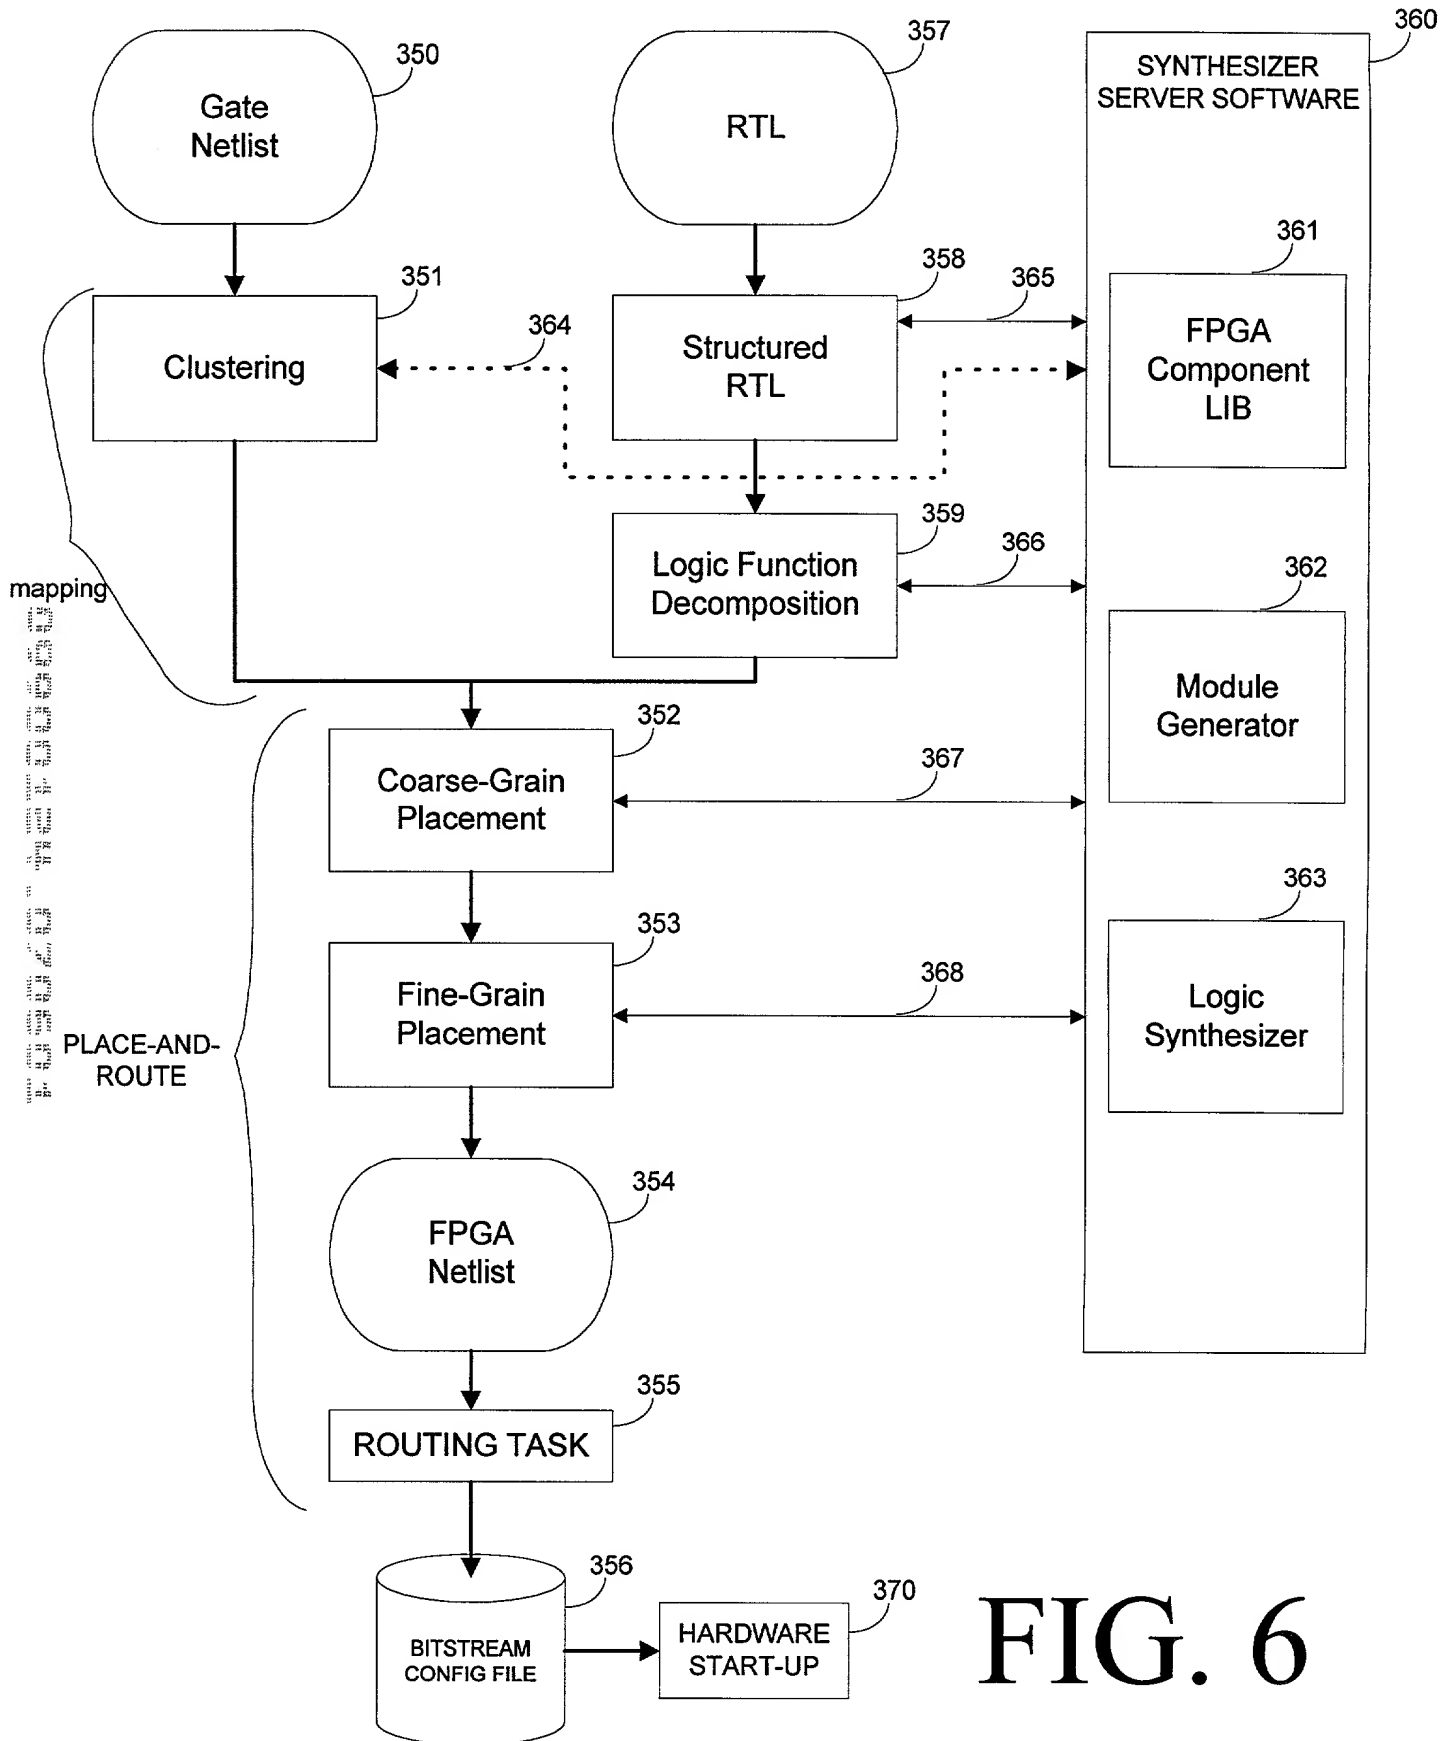 350
Gate
Netlist
357
RTL
360
SYNTHESIZER
SERVER SOFTWARE
351
Clustering
364
358
Structured
RTL
365
361
FPGA
Component
LIB
359
Logic Function
Decomposition
366
mapping
362
Module
Generator
352
Coarse-Grain
Placement
367
353
Fine-Grain
Placement
368
363
Logic
Synthesizer
PLACE-AND-
ROUTE
354
FPGA
Netlist
355
ROUTING TASK
356
BITSTREAM
CONFIG FILE
370
HARDWARE
START-UP
FIG. 6